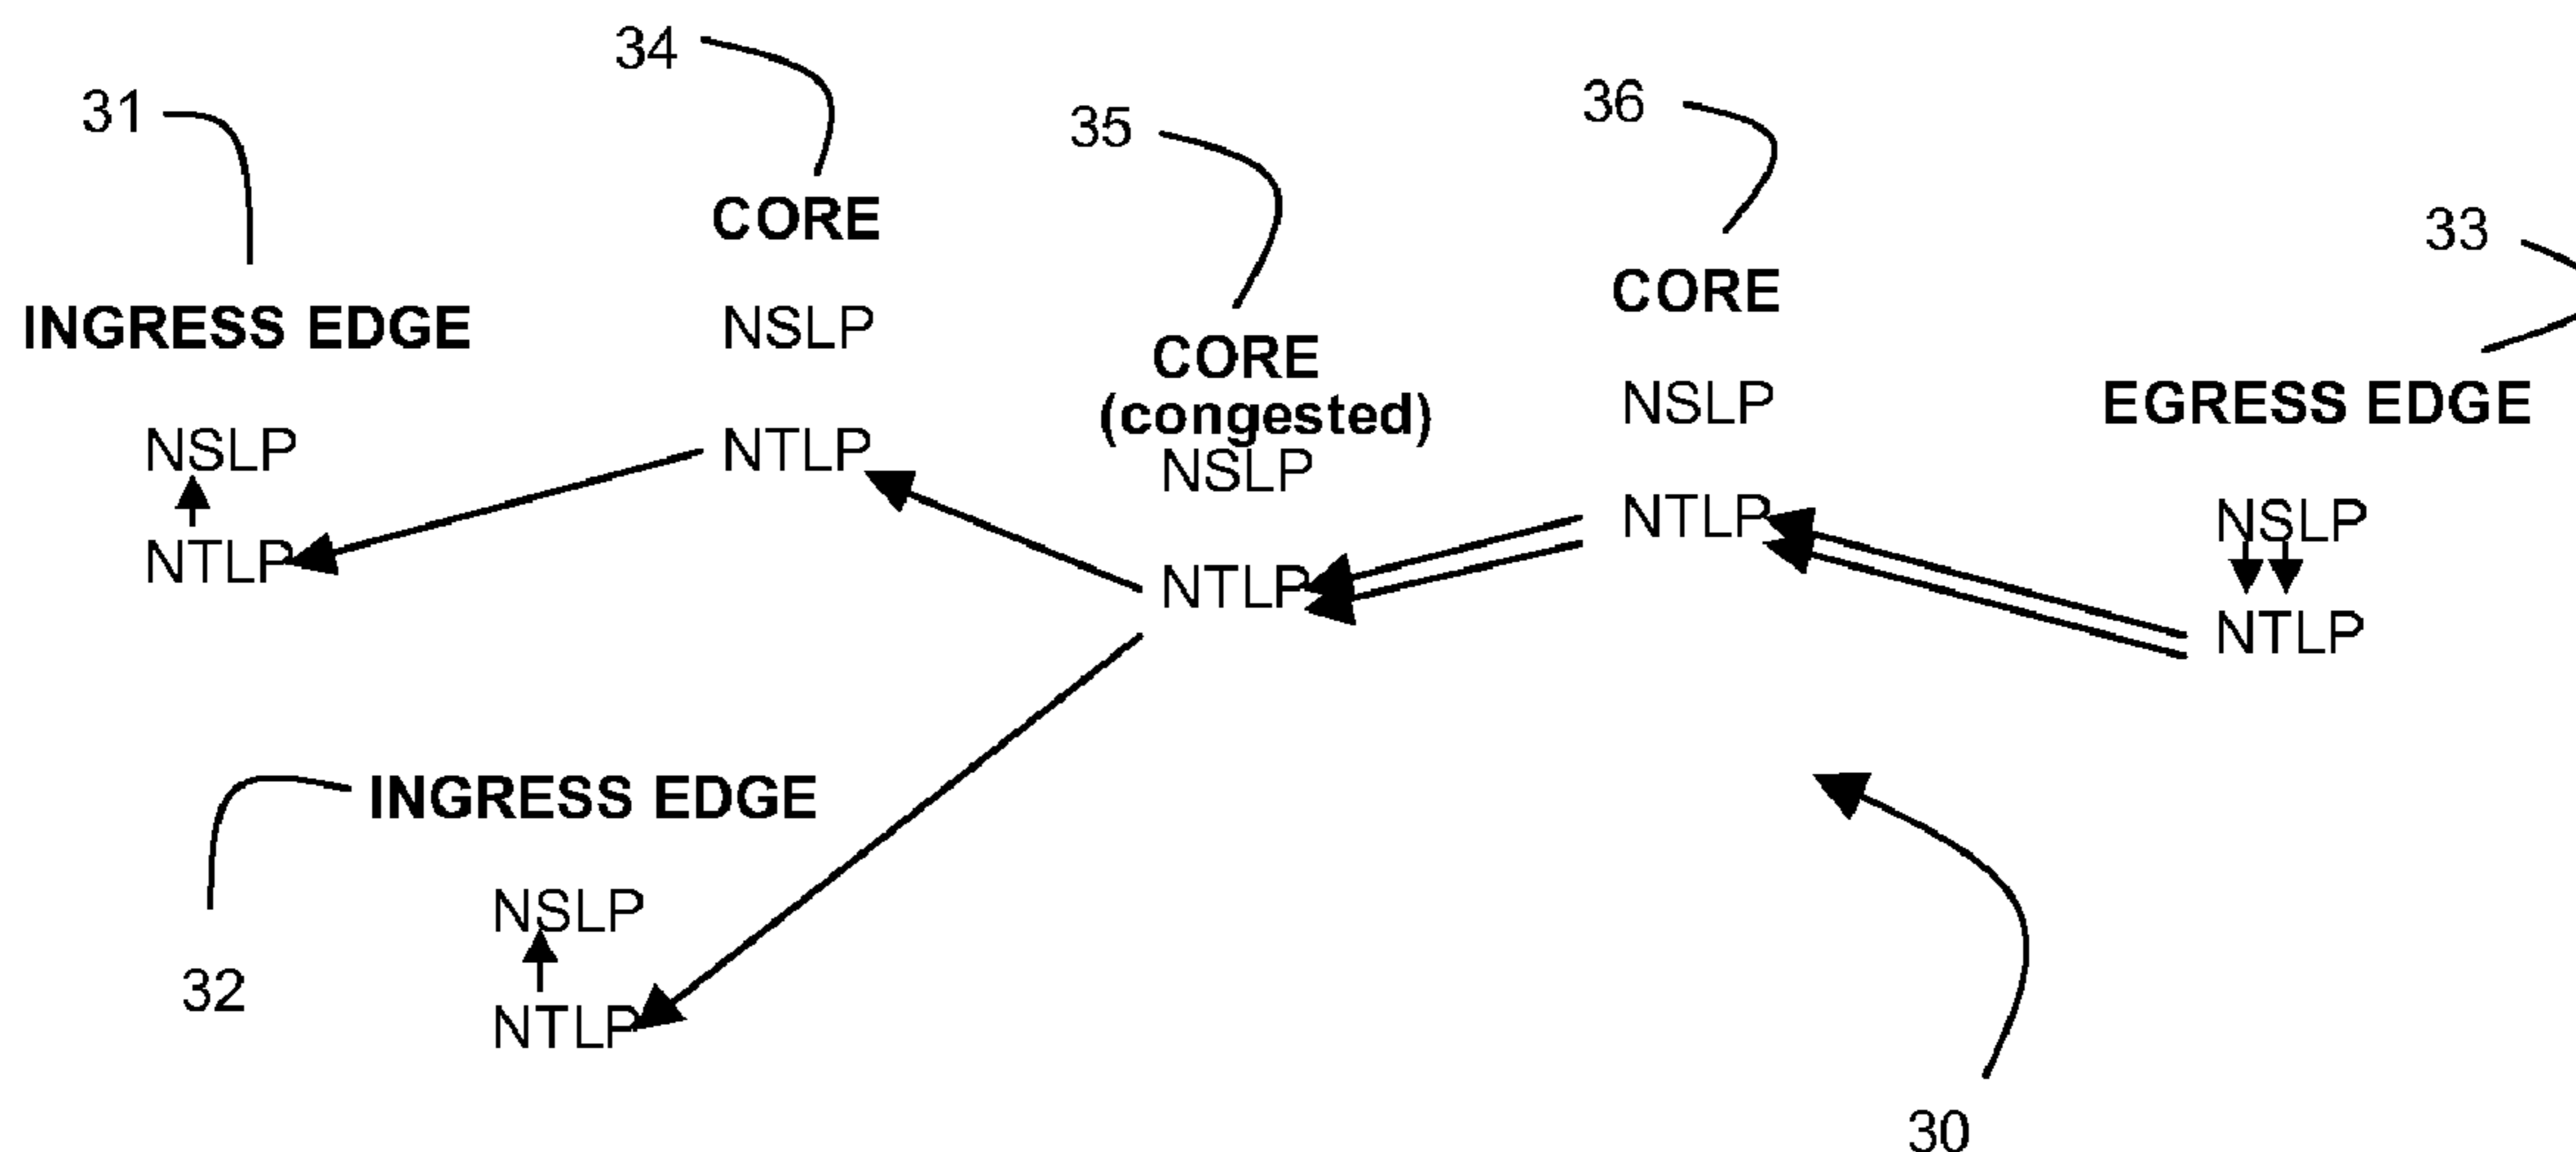 34
31
35
36
33
CORE
NSLP
NTLP
INGRESS EDGE
NSLP
NTLP
CORE
(congested)
NSLP
NTLP
CORE
NSLP
NTLP
EGRESS EDGE
NSLP
NTLP
INGRESS EDGE
NSLP
NTLP
32
30